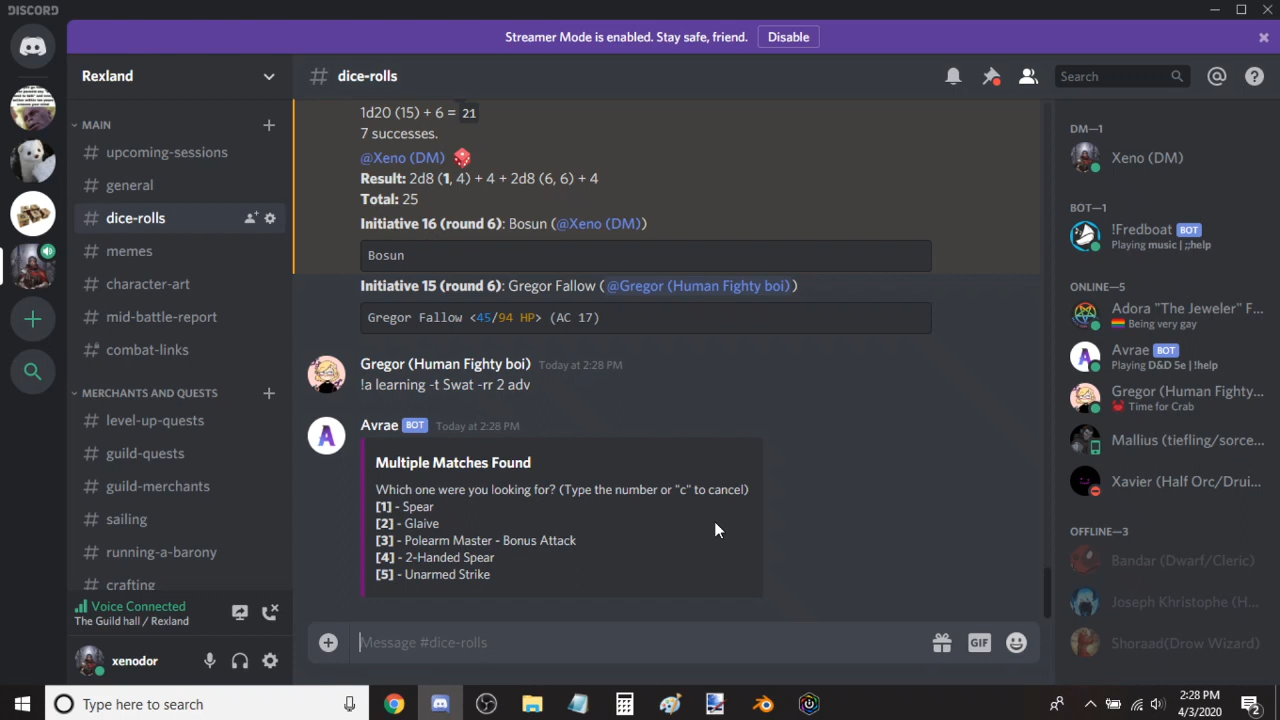 DISCORD
Streamer Mode is enabled. Stay safe, friend.
Disable
Rexland
MAIN
# upcoming-sessions
# general
# dice-rolls
# memes
# character-art
# mid-battle-report
# combat-links
MERCHANTS AND QUESTS
# level-up-quests
# guild-quests
# guild-merchants
# sailing
# running-a-barony
# crafting
Voice Connected
The Guild hall / Rexland
xenodor
# dice-rolls
Search
1d20 (15) + 6 = 21
7 successes.
@Xeno (DM)
Result: 2d8 (1, 4) + 4 + 2d8 (6, 6) + 4
Total: 25
Initiative 16 (round 6): Bosun (@Xeno (DM))
Bosun
Initiative 15 (round 6): Gregor Fallow ( @Gregor (Human Fighty boi) )
Gregor Fallow <45/94 HP> (AC 17)
Gregor (Human Fighty boi) Today at 2:28 PM
!a learning -t Swat -rr 2 adv
Avrae BOT Today at 2:28 PM
A
Multiple Matches Found
Which one were you looking for? (Type the number or "c" to cancel)
[1] - Spear
[2] - Glaive
[3] - Polearm Master - Bonus Attack
[4] - 2-Handed Spear
[5] - Unarmed Strike
Message #dice-rolls
GIF
DM—1
Xeno (DM)
BOT—1
!Fredboat BOT
Playing music | ;;help
ONLINE—5
Adora "The Jeweler" F...
Being very gay
A
Avrae BOT
Playing D&D 5e | !help
Gregor (Human Fighty...
Time for Crab
Mallius (tiefling/sorce...
Xavier (Half Orc/Drui...
OFFLINE—3
Bandar (Dwarf/Cleric)
Joseph Khristophe (H...
Shoraad(Drow Wizard)
Type here to search
2:28 PM
4/3/2020
2